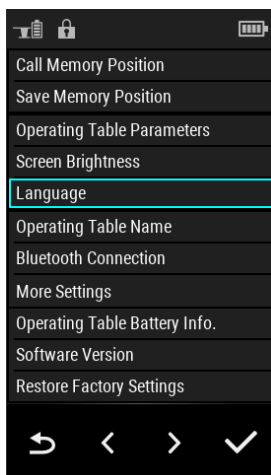 Call Memory Position
Save Memory Position
Operating Table Parameters
Screen Brightness
Language
Operating Table Name
Bluetooth Connection
More Settings
Operating Table Battery Info.
Software Version
Restore Factory Settings